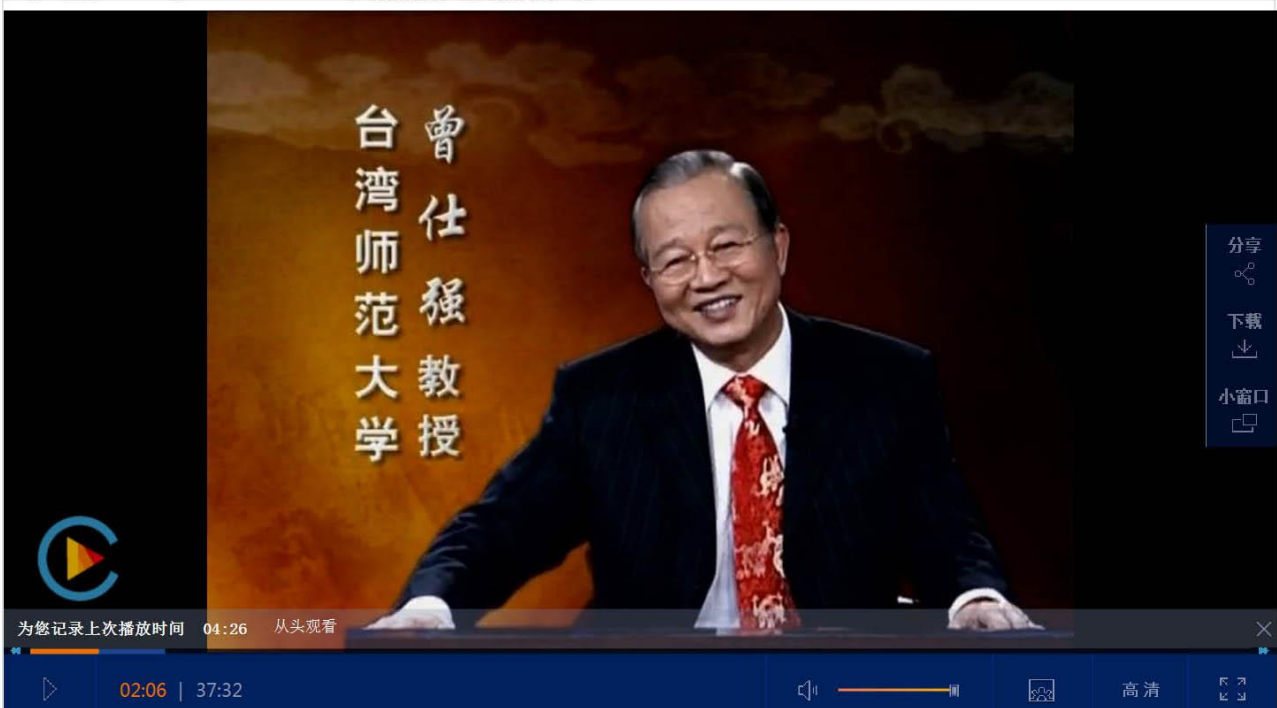 曾仕强教授
台湾师范大学
分享
下载
小窗口
为您记录上次播放时间 04:26 从头观看
02:06 | 37:32
高清